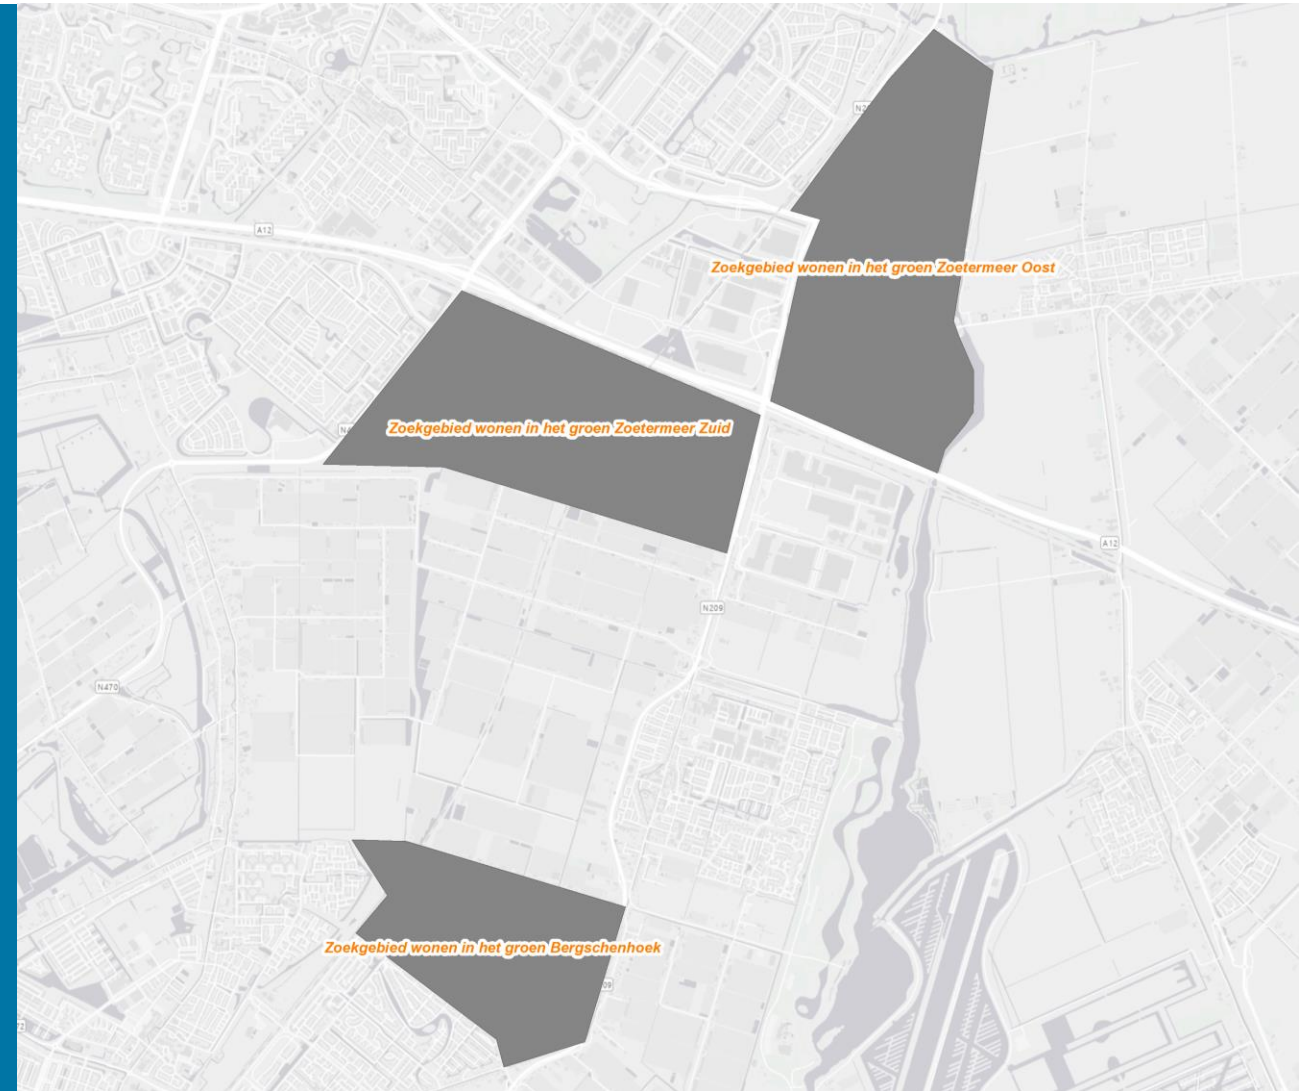 A12
Zoekgebied wonen in het groen Zoetermeer Oost
Zoekgebied wonen in het groen Zoetermeer Zuid
A12
N209
N470
Zoekgebied wonen in het groen Bergschenhoek